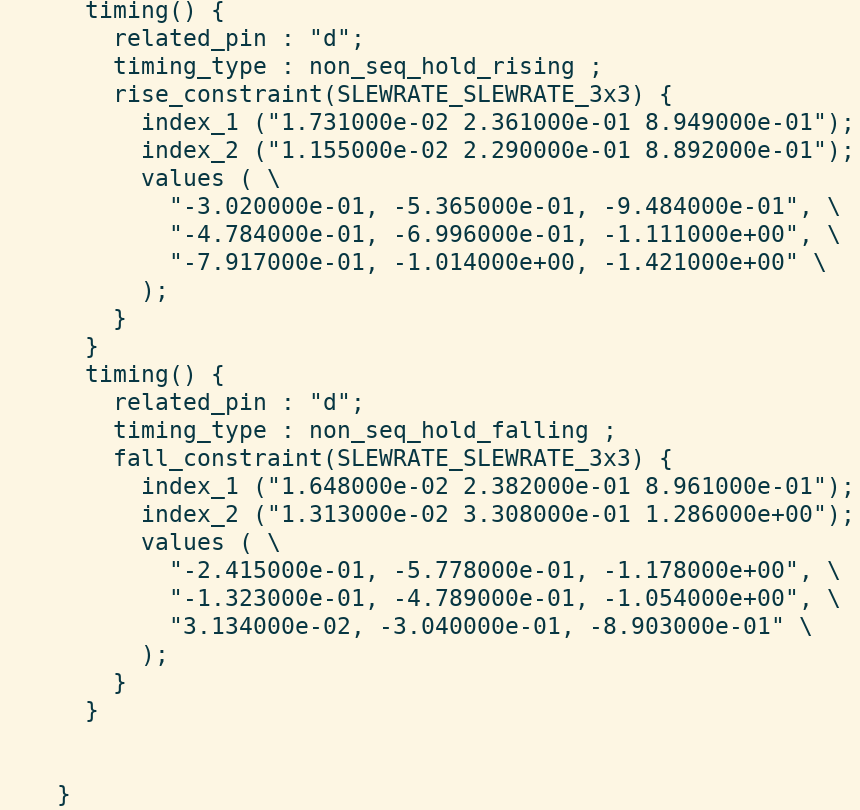 timing() {
related_pin : "d";
timing_type : non_seq_hold_rising ;
rise_constraint(SLEWRATE_SLEWRATE_3x3) {
index_1 ("1.731000e-02 2.361000e-01 8.949000e-01");
index_2 ("1.155000e-02 2.290000e-01 8.892000e-01");
values ( \
"-3.020000e-01, -5.365000e-01, -9.484000e-01", \
"-4.784000e-01, -6.996000e-01, -1.111000e+00", \
"-7.917000e-01, -1.014000e+00, -1.421000e+00" \
);
}
}
timing() {
related_pin : "d";
timing_type : non_seq_hold_falling ;
fall_constraint(SLEWRATE_SLEWRATE_3x3) {
index_1 ("1.648000e-02 2.382000e-01 8.961000e-01");
index_2 ("1.313000e-02 3.308000e-01 1.286000e+00");
values ( \
"-2.415000e-01, -5.778000e-01, -1.178000e+00", \
"-1.323000e-01, -4.789000e-01, -1.054000e+00", \
"3.134000e-02, -3.040000e-01, -8.903000e-01" \
);
}
}
}